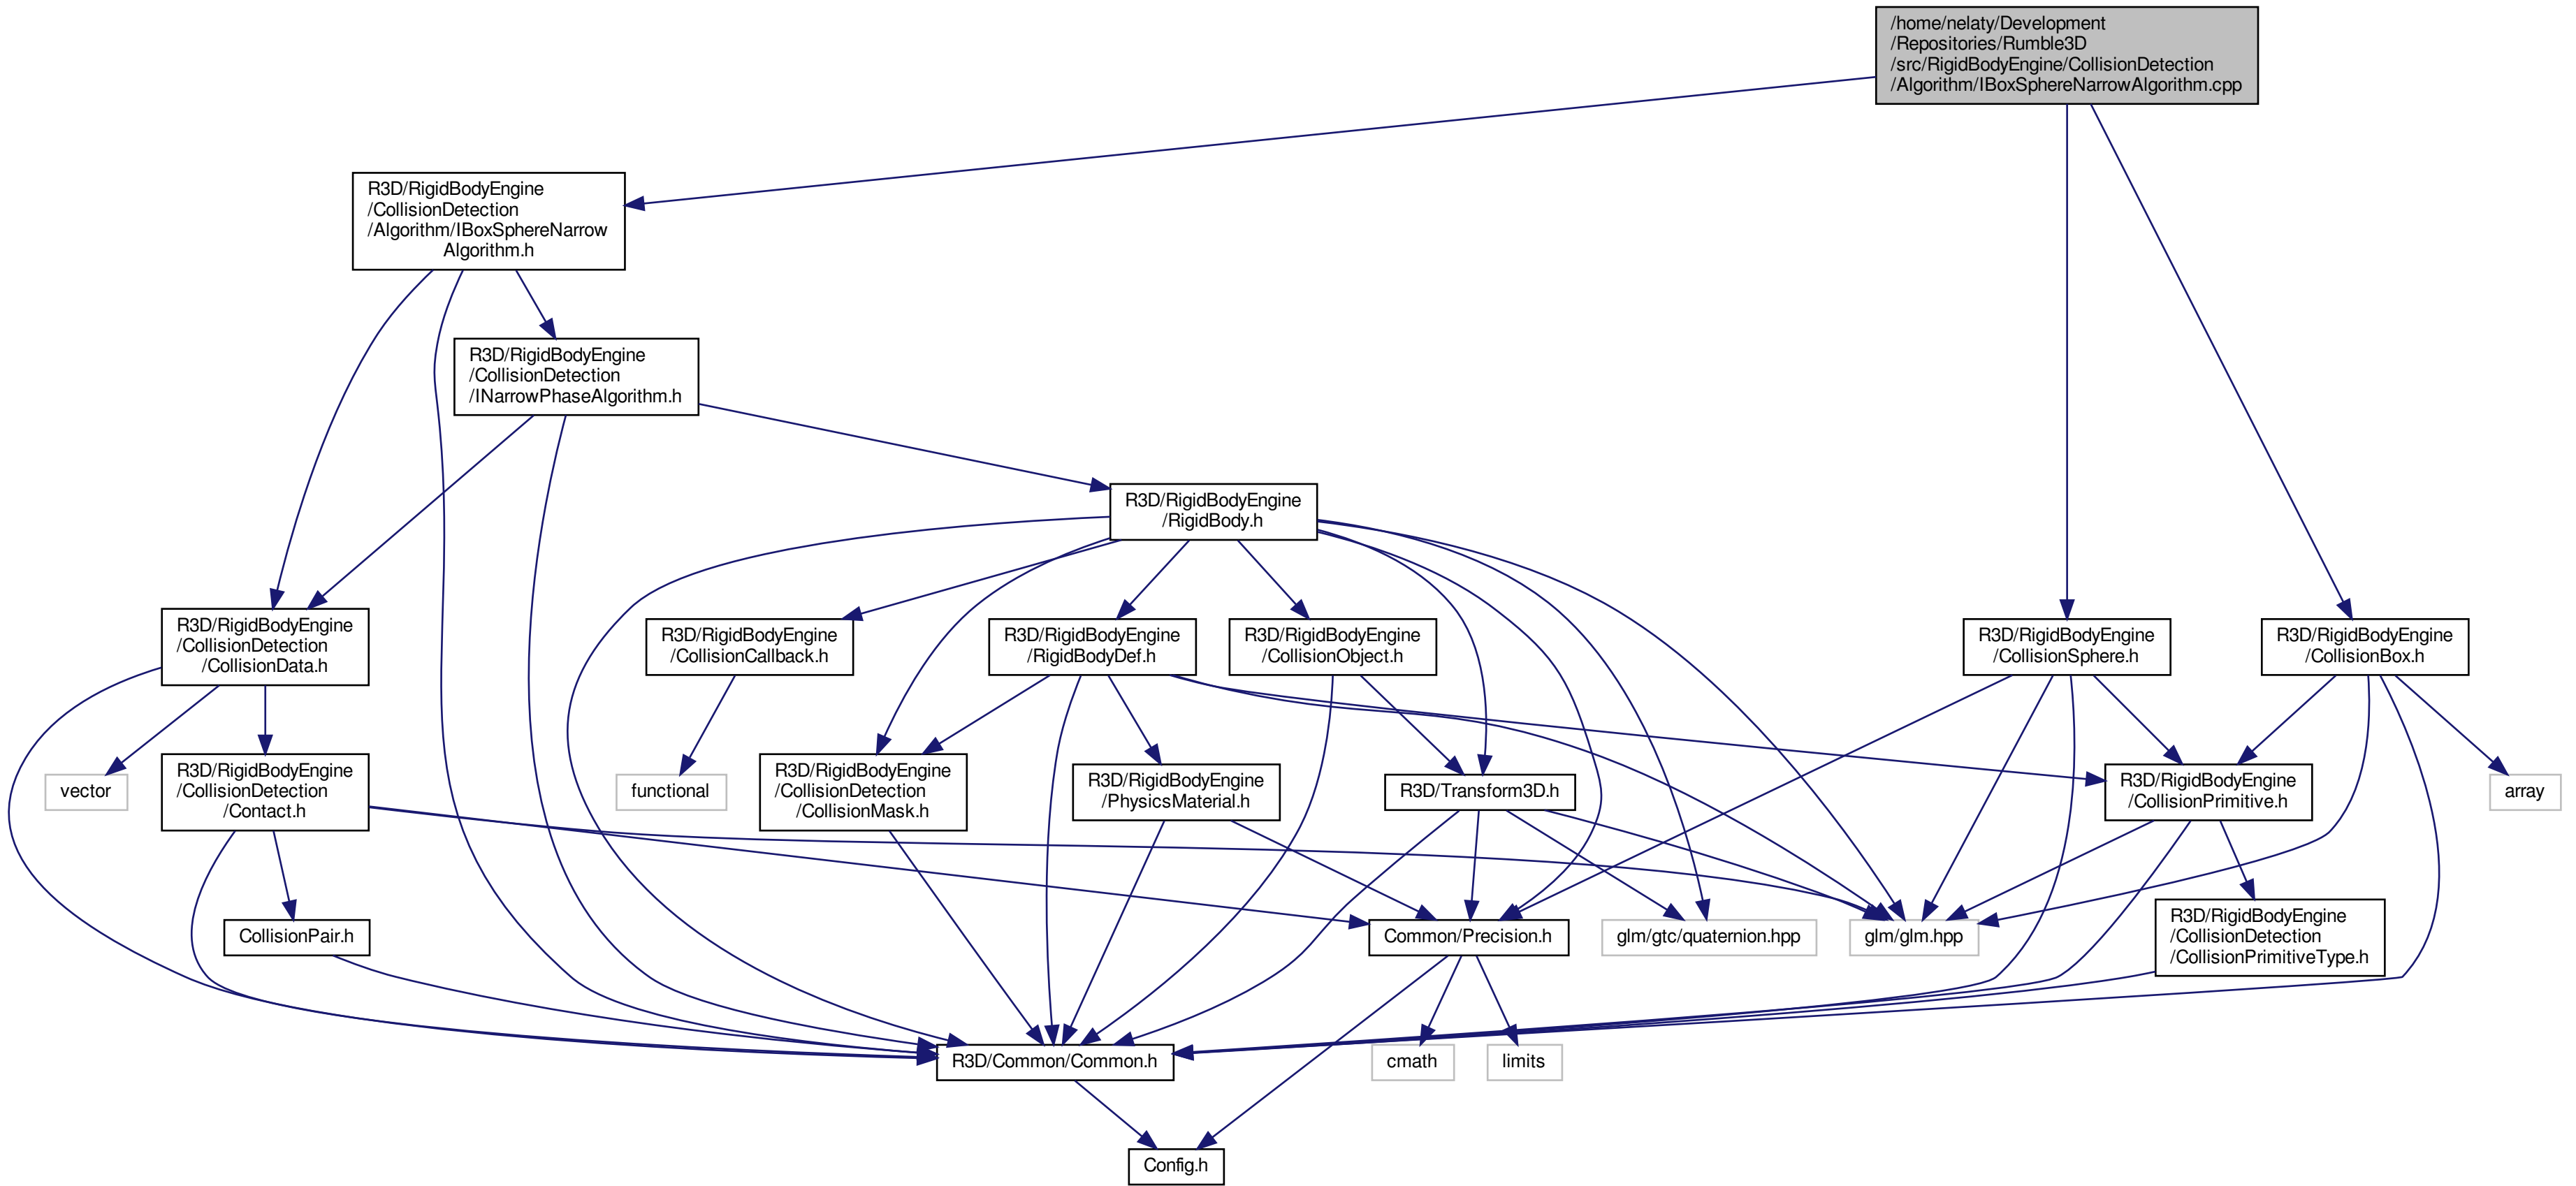 /home/nelaty/Development
/Repositories/Rumble3D
/src/RigidBodyEngine/CollisionDetection
/Algorithm/IBoxSphereNarrowAlgorithm.cpp
R3D/RigidBodyEngine
/CollisionDetection
/Algorithm/IBoxSphereNarrow
Algorithm.h
R3D/RigidBodyEngine
/CollisionDetection
/INarrowPhaseAlgorithm.h
R3D/RigidBodyEngine
/RigidBody.h
R3D/RigidBodyEngine
/CollisionDetection
/CollisionData.h
R3D/RigidBodyEngine
/CollisionCallback.h
R3D/RigidBodyEngine
/RigidBodyDef.h
R3D/RigidBodyEngine
/CollisionObject.h
R3D/RigidBodyEngine
/CollisionSphere.h
R3D/RigidBodyEngine
/CollisionBox.h
vector
R3D/RigidBodyEngine
/CollisionDetection
/Contact.h
functional
R3D/RigidBodyEngine
/CollisionDetection
/CollisionMask.h
R3D/RigidBodyEngine
/PhysicsMaterial.h
R3D/Transform3D.h
R3D/RigidBodyEngine
/CollisionPrimitive.h
array
CollisionPair.h
Common/Precision.h
glm/gtc/quaternion.hpp
glm/glm.hpp
R3D/RigidBodyEngine
/CollisionDetection
/CollisionPrimitiveType.h
R3D/Common/Common.h
cmath
limits
Config.h